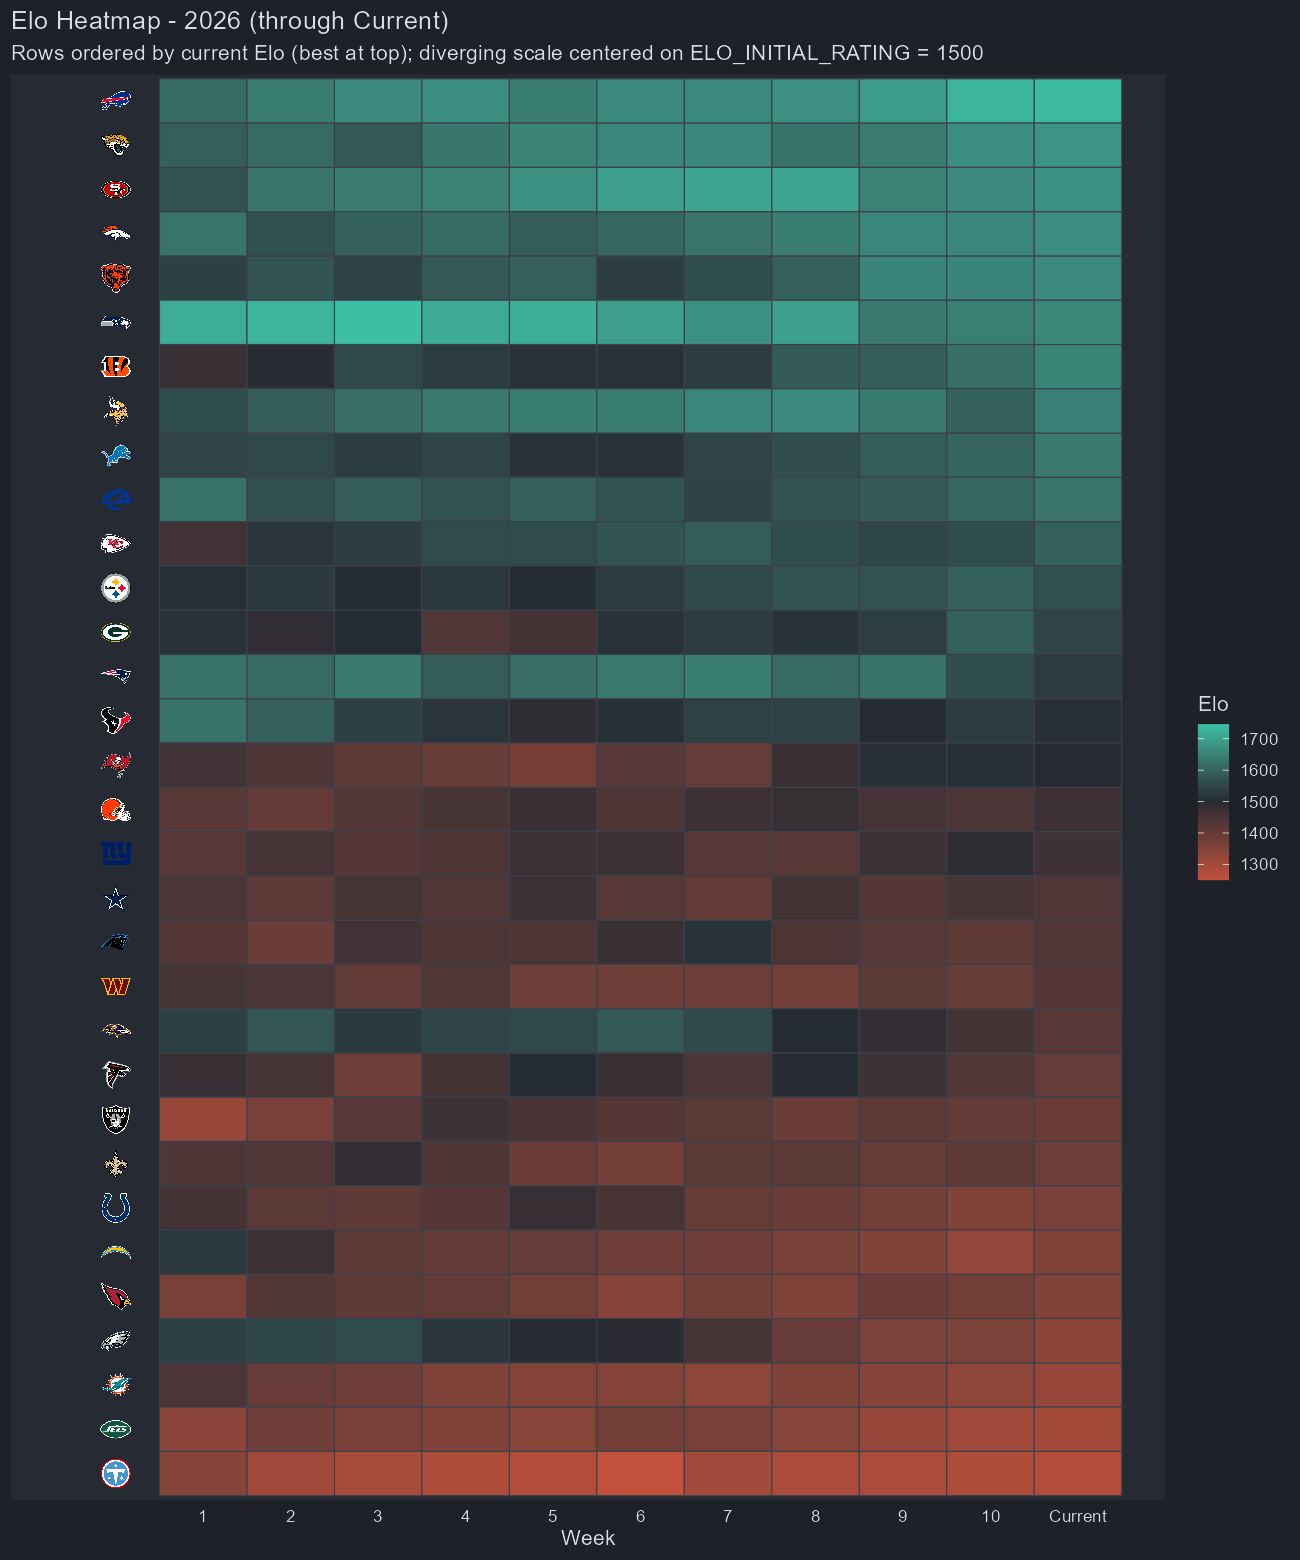 Elo Heatmap - 2026 (through Current)
Rows ordered by current Elo (best at top); diverging scale centered on ELO_INITIAL_RATING = 1500
Elo
1700
1600
1500
1400
1300
1 2 3 4 5 6 7 8 9 10 Current
Week
JETS